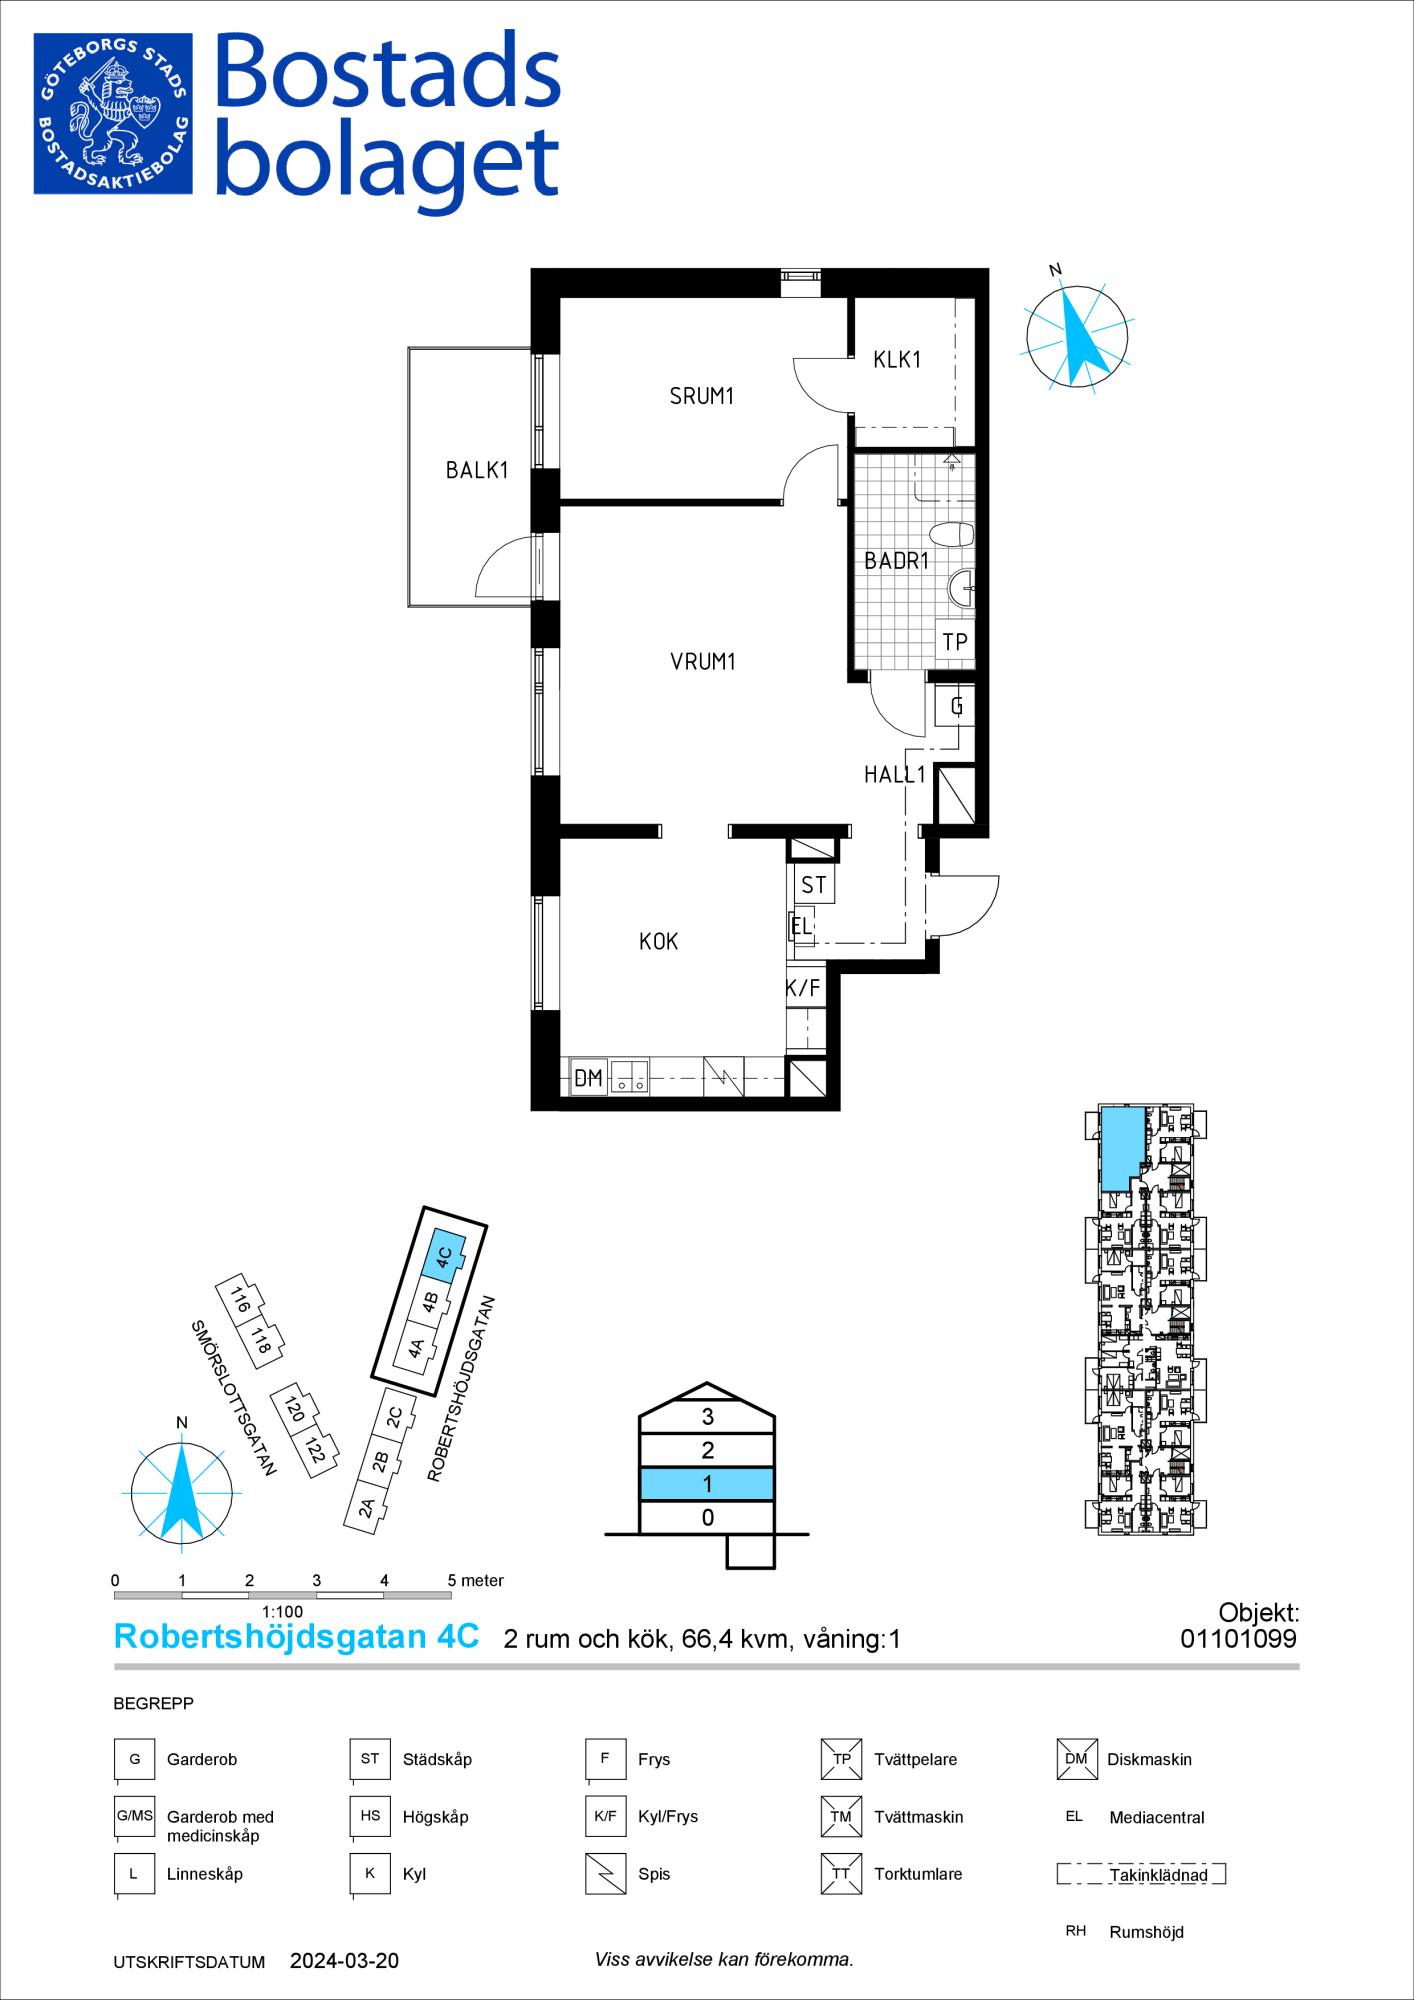 GÖTEBORGS STADS
BOSTADSAKTIEBOLAG
Bostads
bolaget
N
KLK1
SRUM1
BALK1
BADR1
TP
VRUM1
G
HALL1
ST
EL
KOK
K/F
DM
4C
4B
4A
116
118
SMÖRSLOTTSGATAN
ROBERTSHÖJDSGATAN
120
122
2C
2B
2A
N
3
2
1
0
0 1 2 3 4 5 meter
1:100
Robertshöjdsgatan 4C 2 rum och kök, 66,4 kvm, våning:1
Objekt:
01101099
BEGREPP
G Garderob
ST Städskåp
F Frys
TP Tvättpelare
DM Diskmaskin
G/MS Garderob med
medicinskåp
HS Högskåp
K/F Kyl/Frys
TM Tvättmaskin
EL Mediacentral
L Linneskåp
K Kyl
Spis
TT Torktumlare
Takinklädnad
RH Rumshöjd
UTSKRIFTSDATUM 2024-03-20
Viss avvikelse kan förekomma.